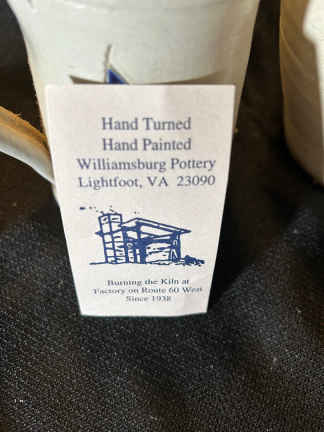 Hand Turned
Hand Painted
Williamsburg Pottery
Lightfoot, VA 23090
Burning the Kiln at
Factory on Route 60 West
Since 1938